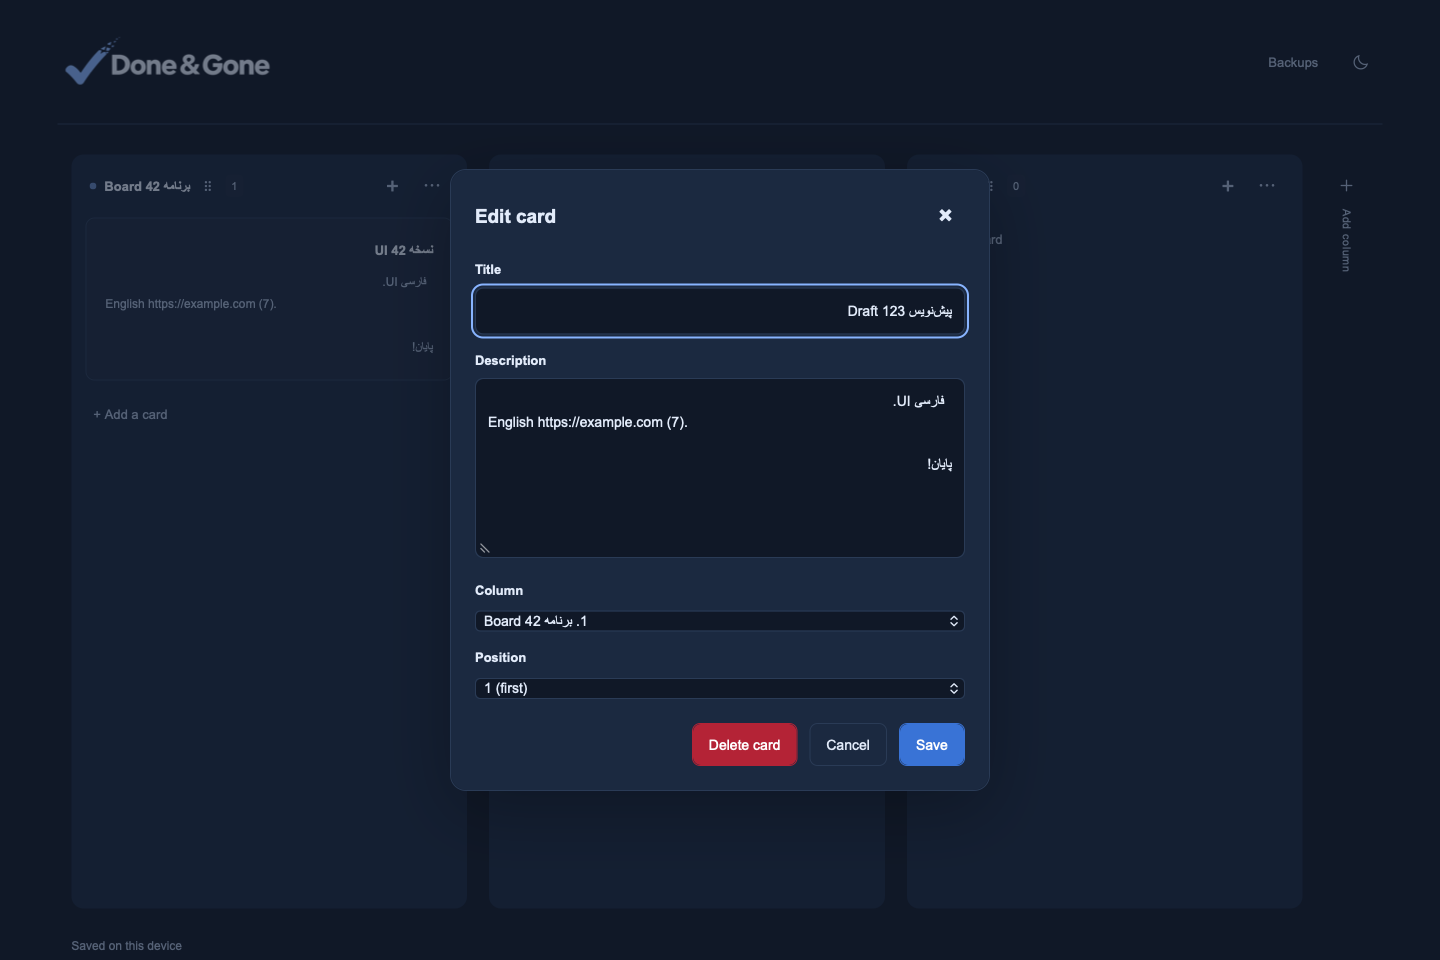 Done & Gone
Backups
برنامه Board 42
1
نسخه UI 42
فارسی UI.
English https://example.com (7).
پایان!
+ Add a card
0
rd
Add column
Edit card
Title
پیش‌نویس Draft 123
Description
فارسی UI.
English https://example.com (7).
پایان!
Column
1. برنامه Board 42
Position
1 (first)
Delete card
Cancel
Save
Saved on this device